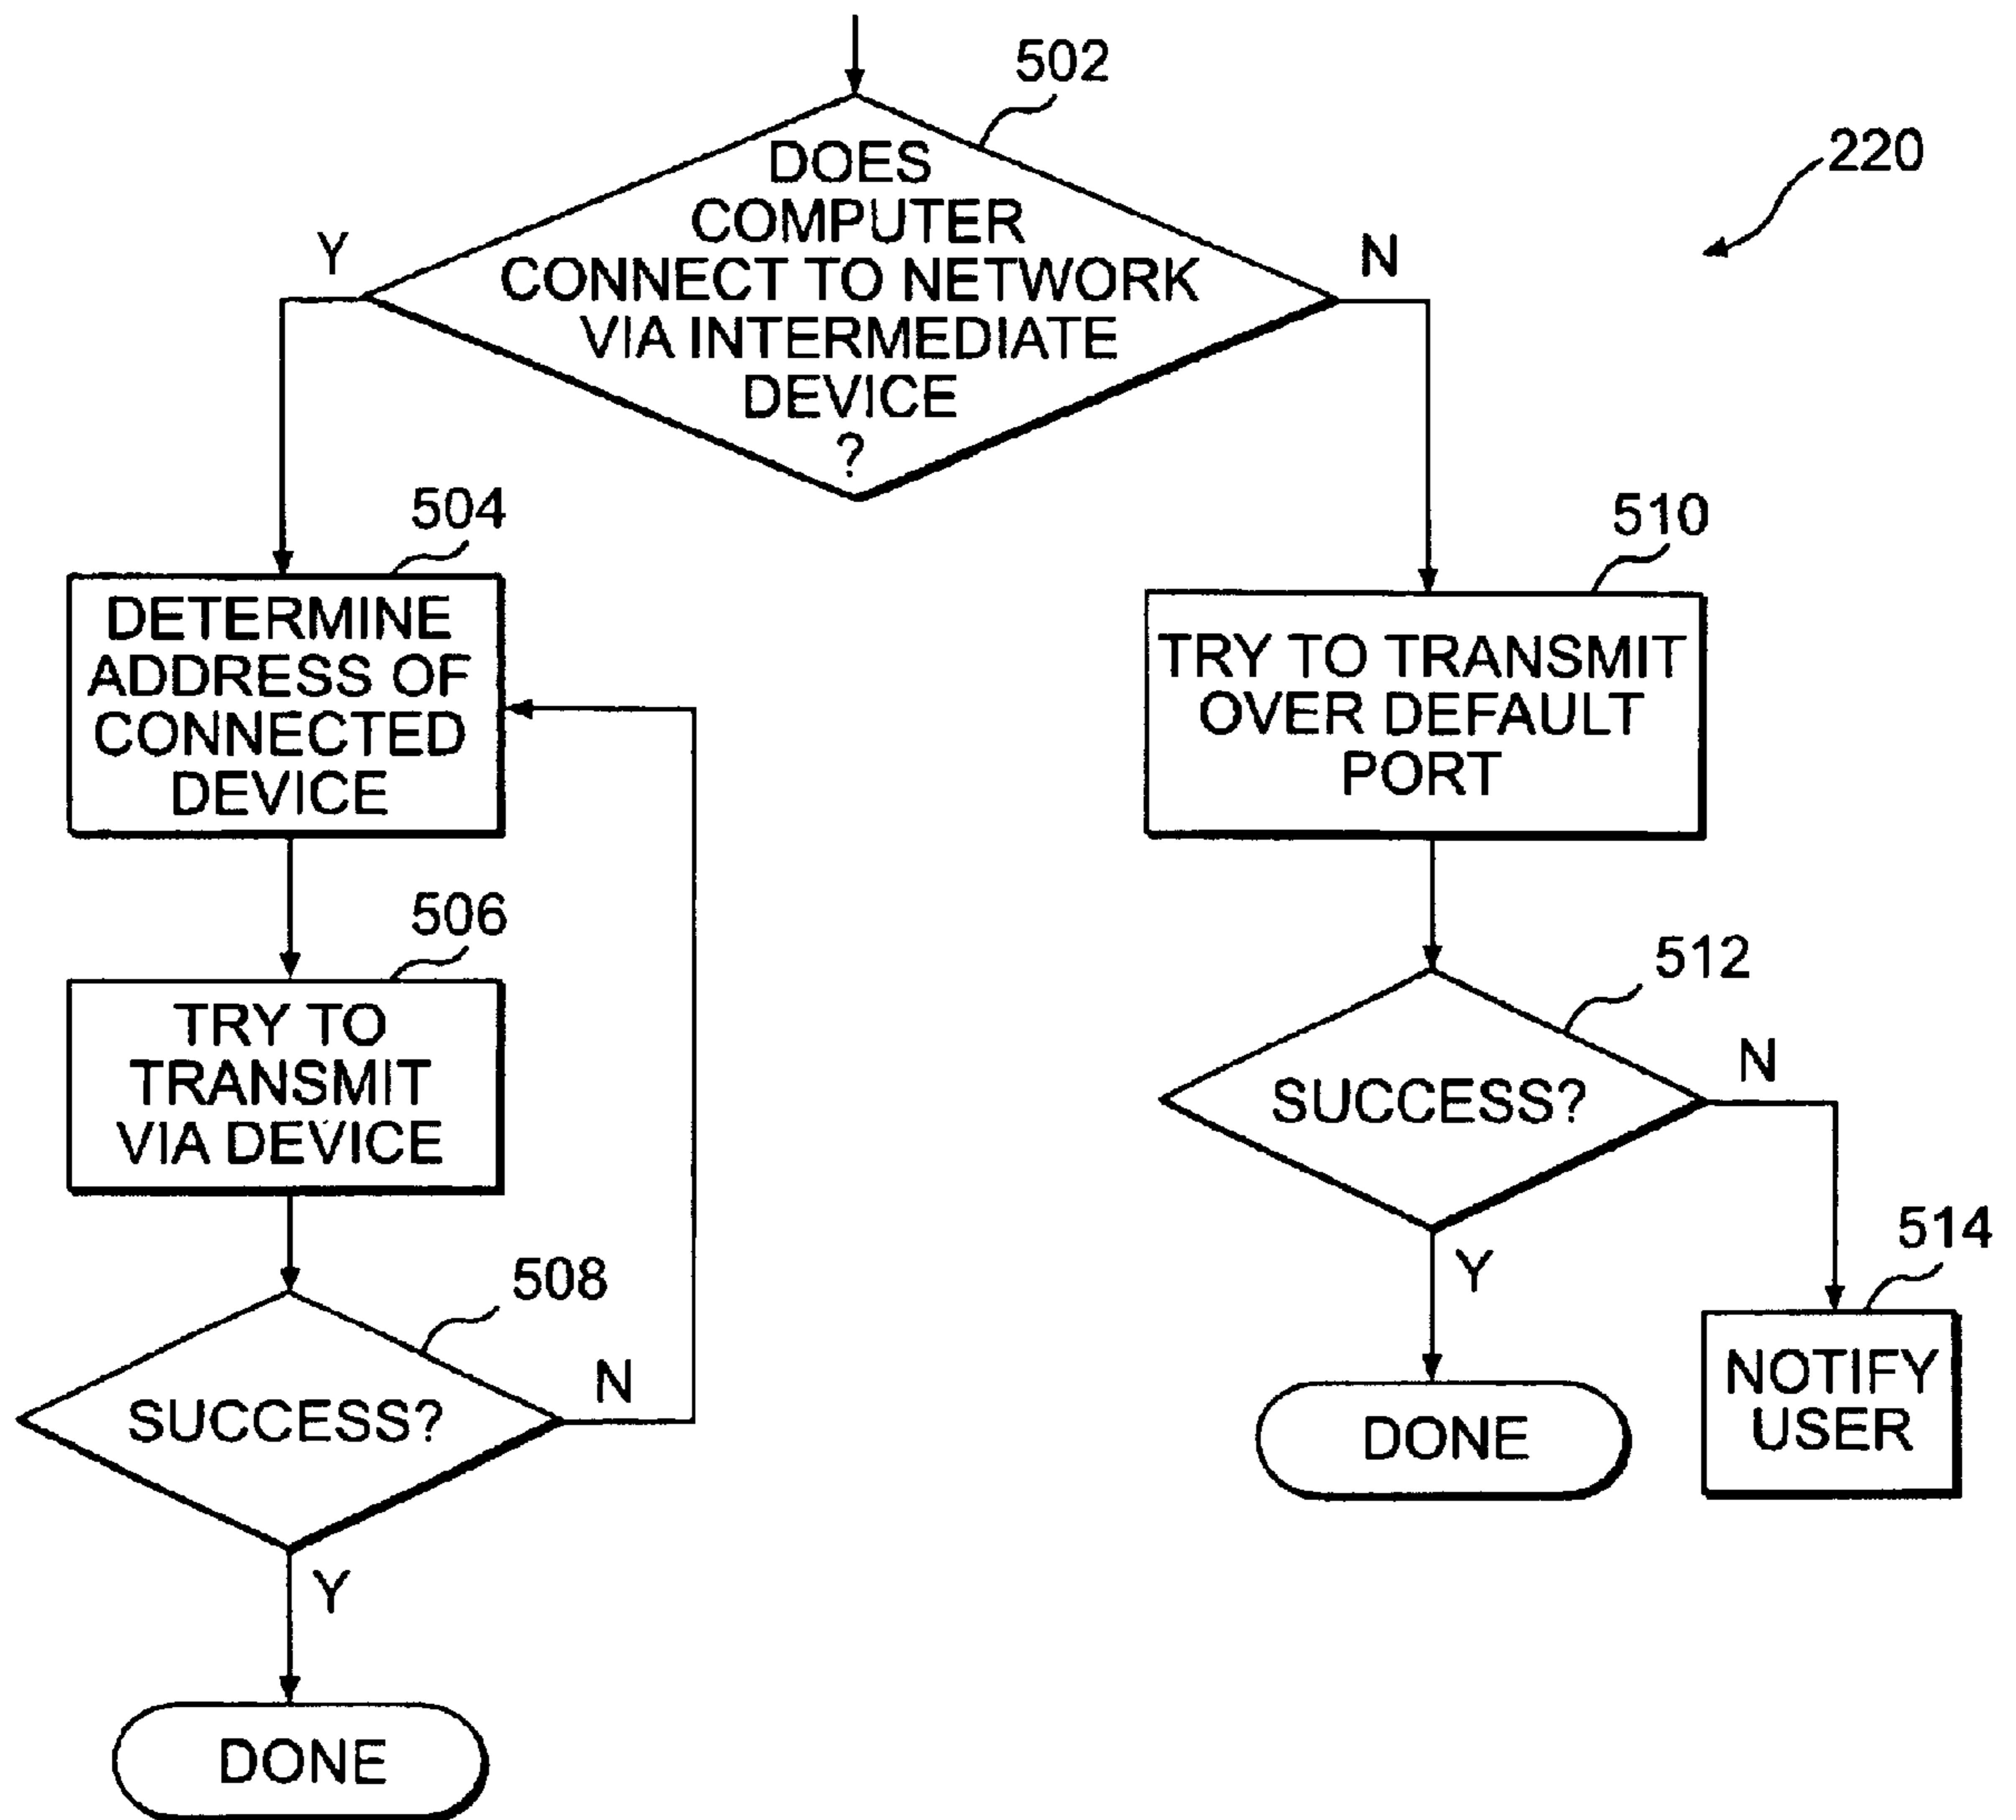 502
220
DOES
COMPUTER
CONNECT TO NETWORK
VIA INTERMEDIATE
DEVICE
?
Y
N
504
DETERMINE
ADDRESS OF
CONNECTED
DEVICE
506
TRY TO
TRANSMIT
VIA DEVICE
508
SUCCESS?
N
Y
DONE
510
TRY TO TRANSMIT
OVER DEFAULT
PORT
512
SUCCESS?
N
Y
DONE
514
NOTIFY
USER